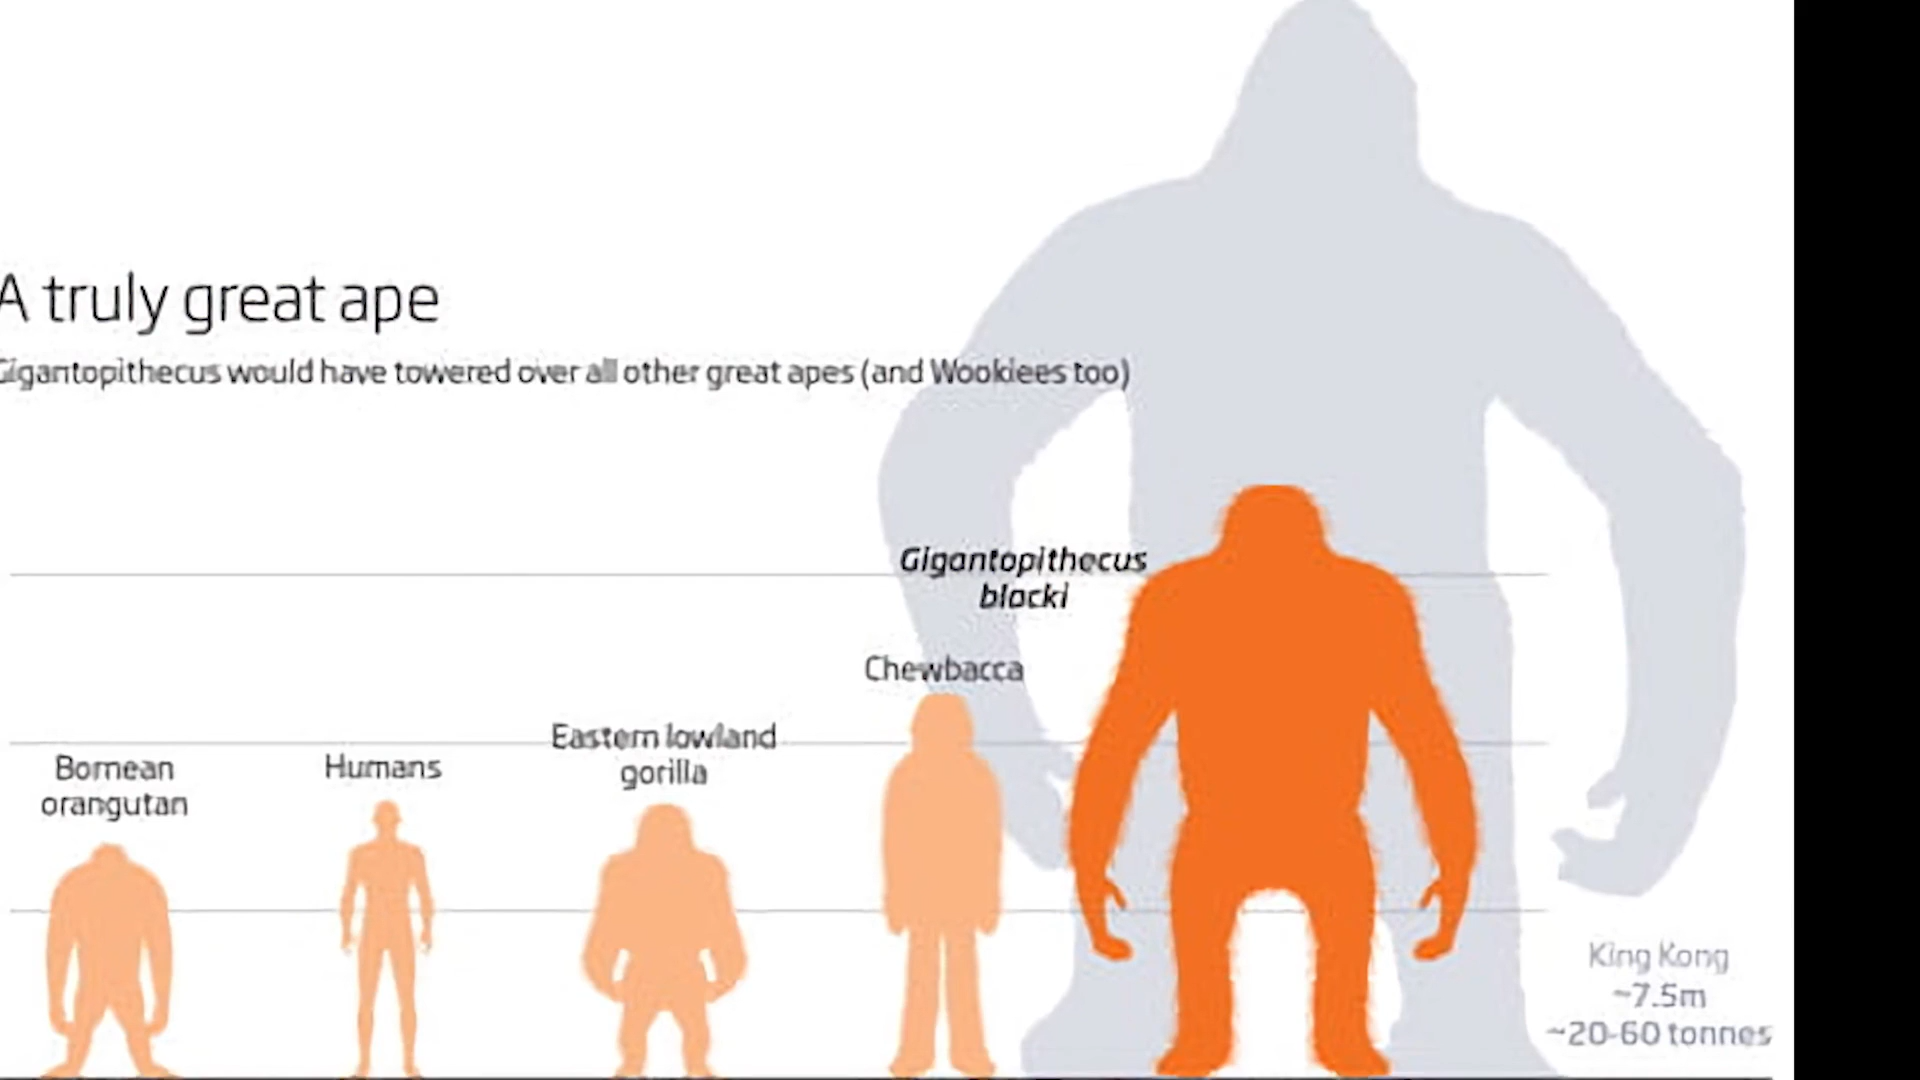 A truly great ape
Gigantopithecus would have towered over all other great apes (and Wookiees too)
Gigantopithecus
blacki
Chewbacca
Eastern lowland
gorilla
Humans
Bornean
orangutan
King Kong
~7.5m
~20-60 tonnes